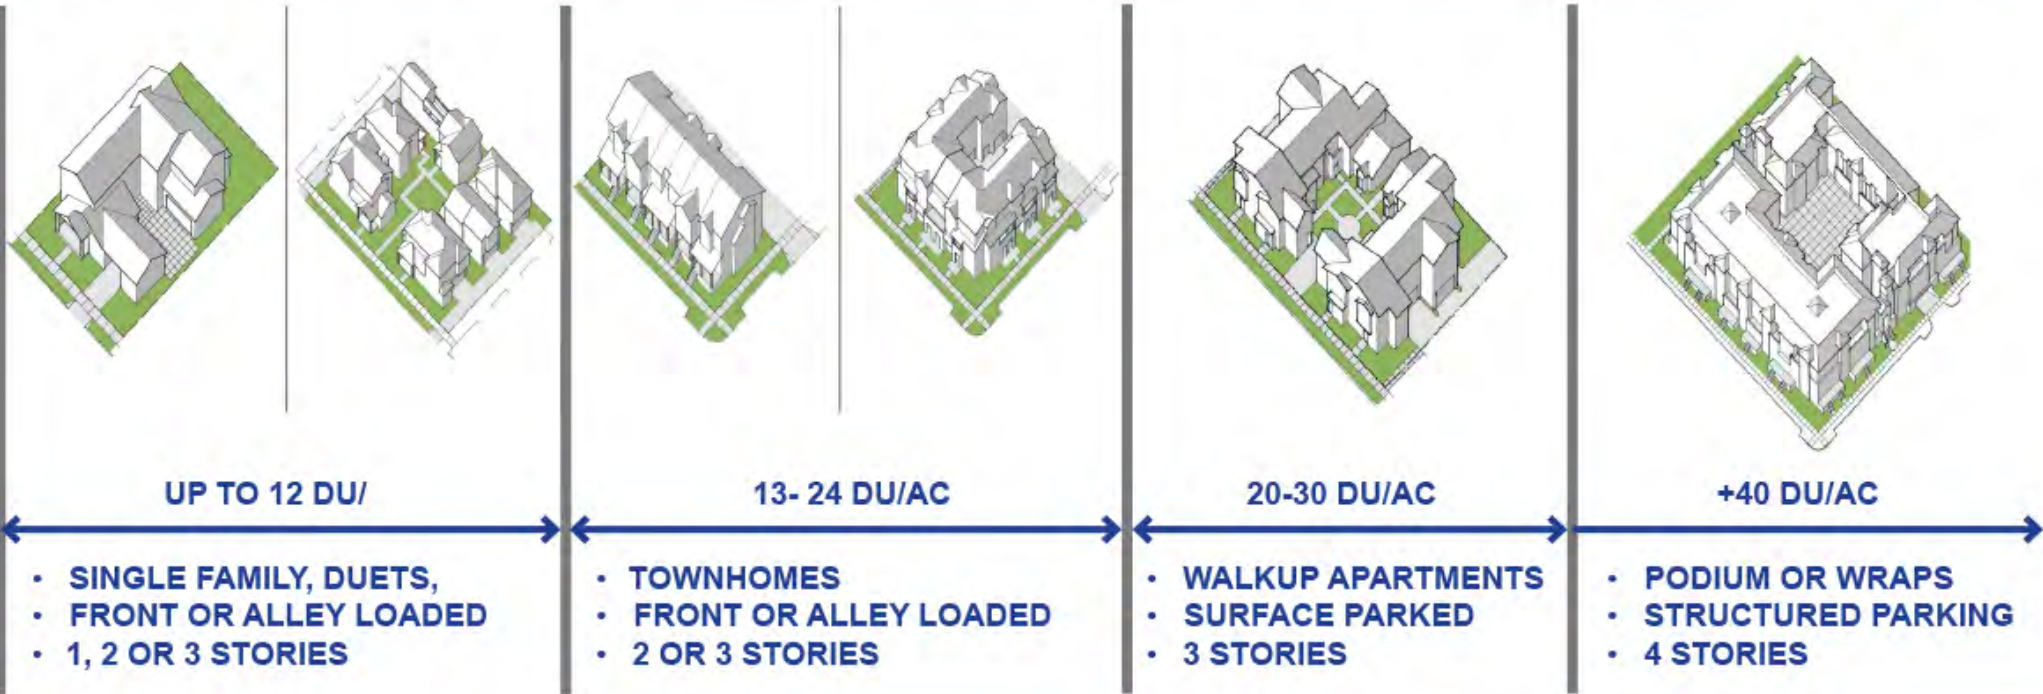 UP TO 12 DU/
• SINGLE FAMILY, DUETS,
• FRONT OR ALLEY LOADED
• 1, 2 OR 3 STORIES
13- 24 DU/AC
• TOWNHOMES
• FRONT OR ALLEY LOADED
• 2 OR 3 STORIES
20-30 DU/AC
• WALKUP APARTMENTS
• SURFACE PARKED
• 3 STORIES
+40 DU/AC
• PODIUM OR WRAPS
• STRUCTURED PARKING
• 4 STORIES